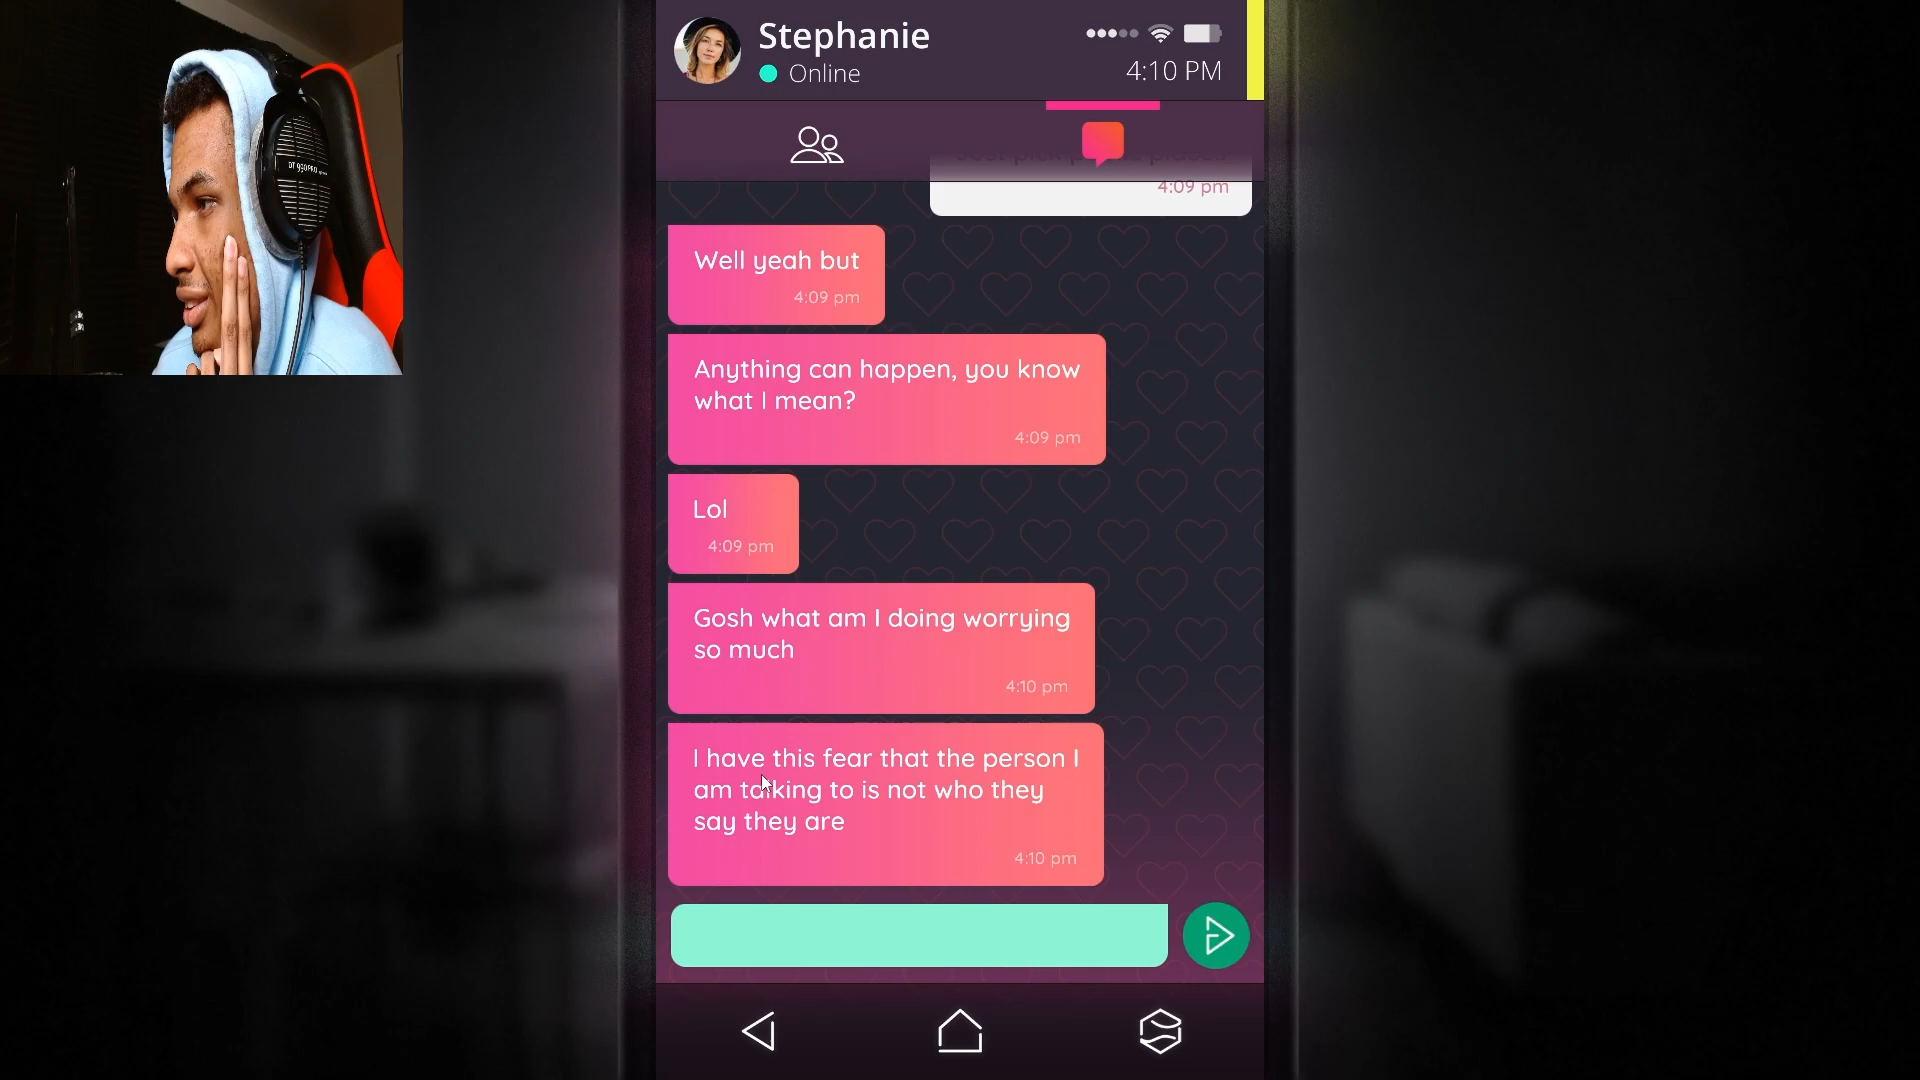 Stephanie
Online
4:10 PM
4:09 pm
Well yeah but
4:09 pm
Anything can happen, you know
what I mean?
4:09 pm
Lol
4:09 pm
Gosh what am I doing worrying
so much
4:10 pm
I have this fear that the person I
am talking to is not who they
say they are
4:10 pm
DT 990 PRO